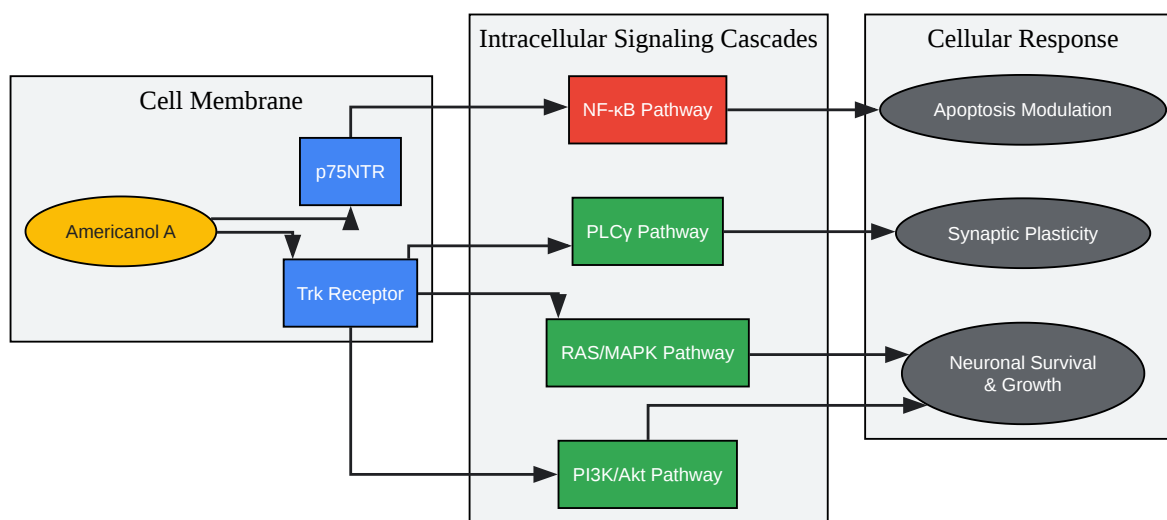 Cell Membrane
Americanol A
p75NTR
Trk Receptor
Intracellular Signaling Cascades
NF-κB Pathway
PLCγ Pathway
RAS/MAPK Pathway
PI3K/Akt Pathway
Cellular Response
Apoptosis Modulation
Synaptic Plasticity
Neuronal Survival
& Growth